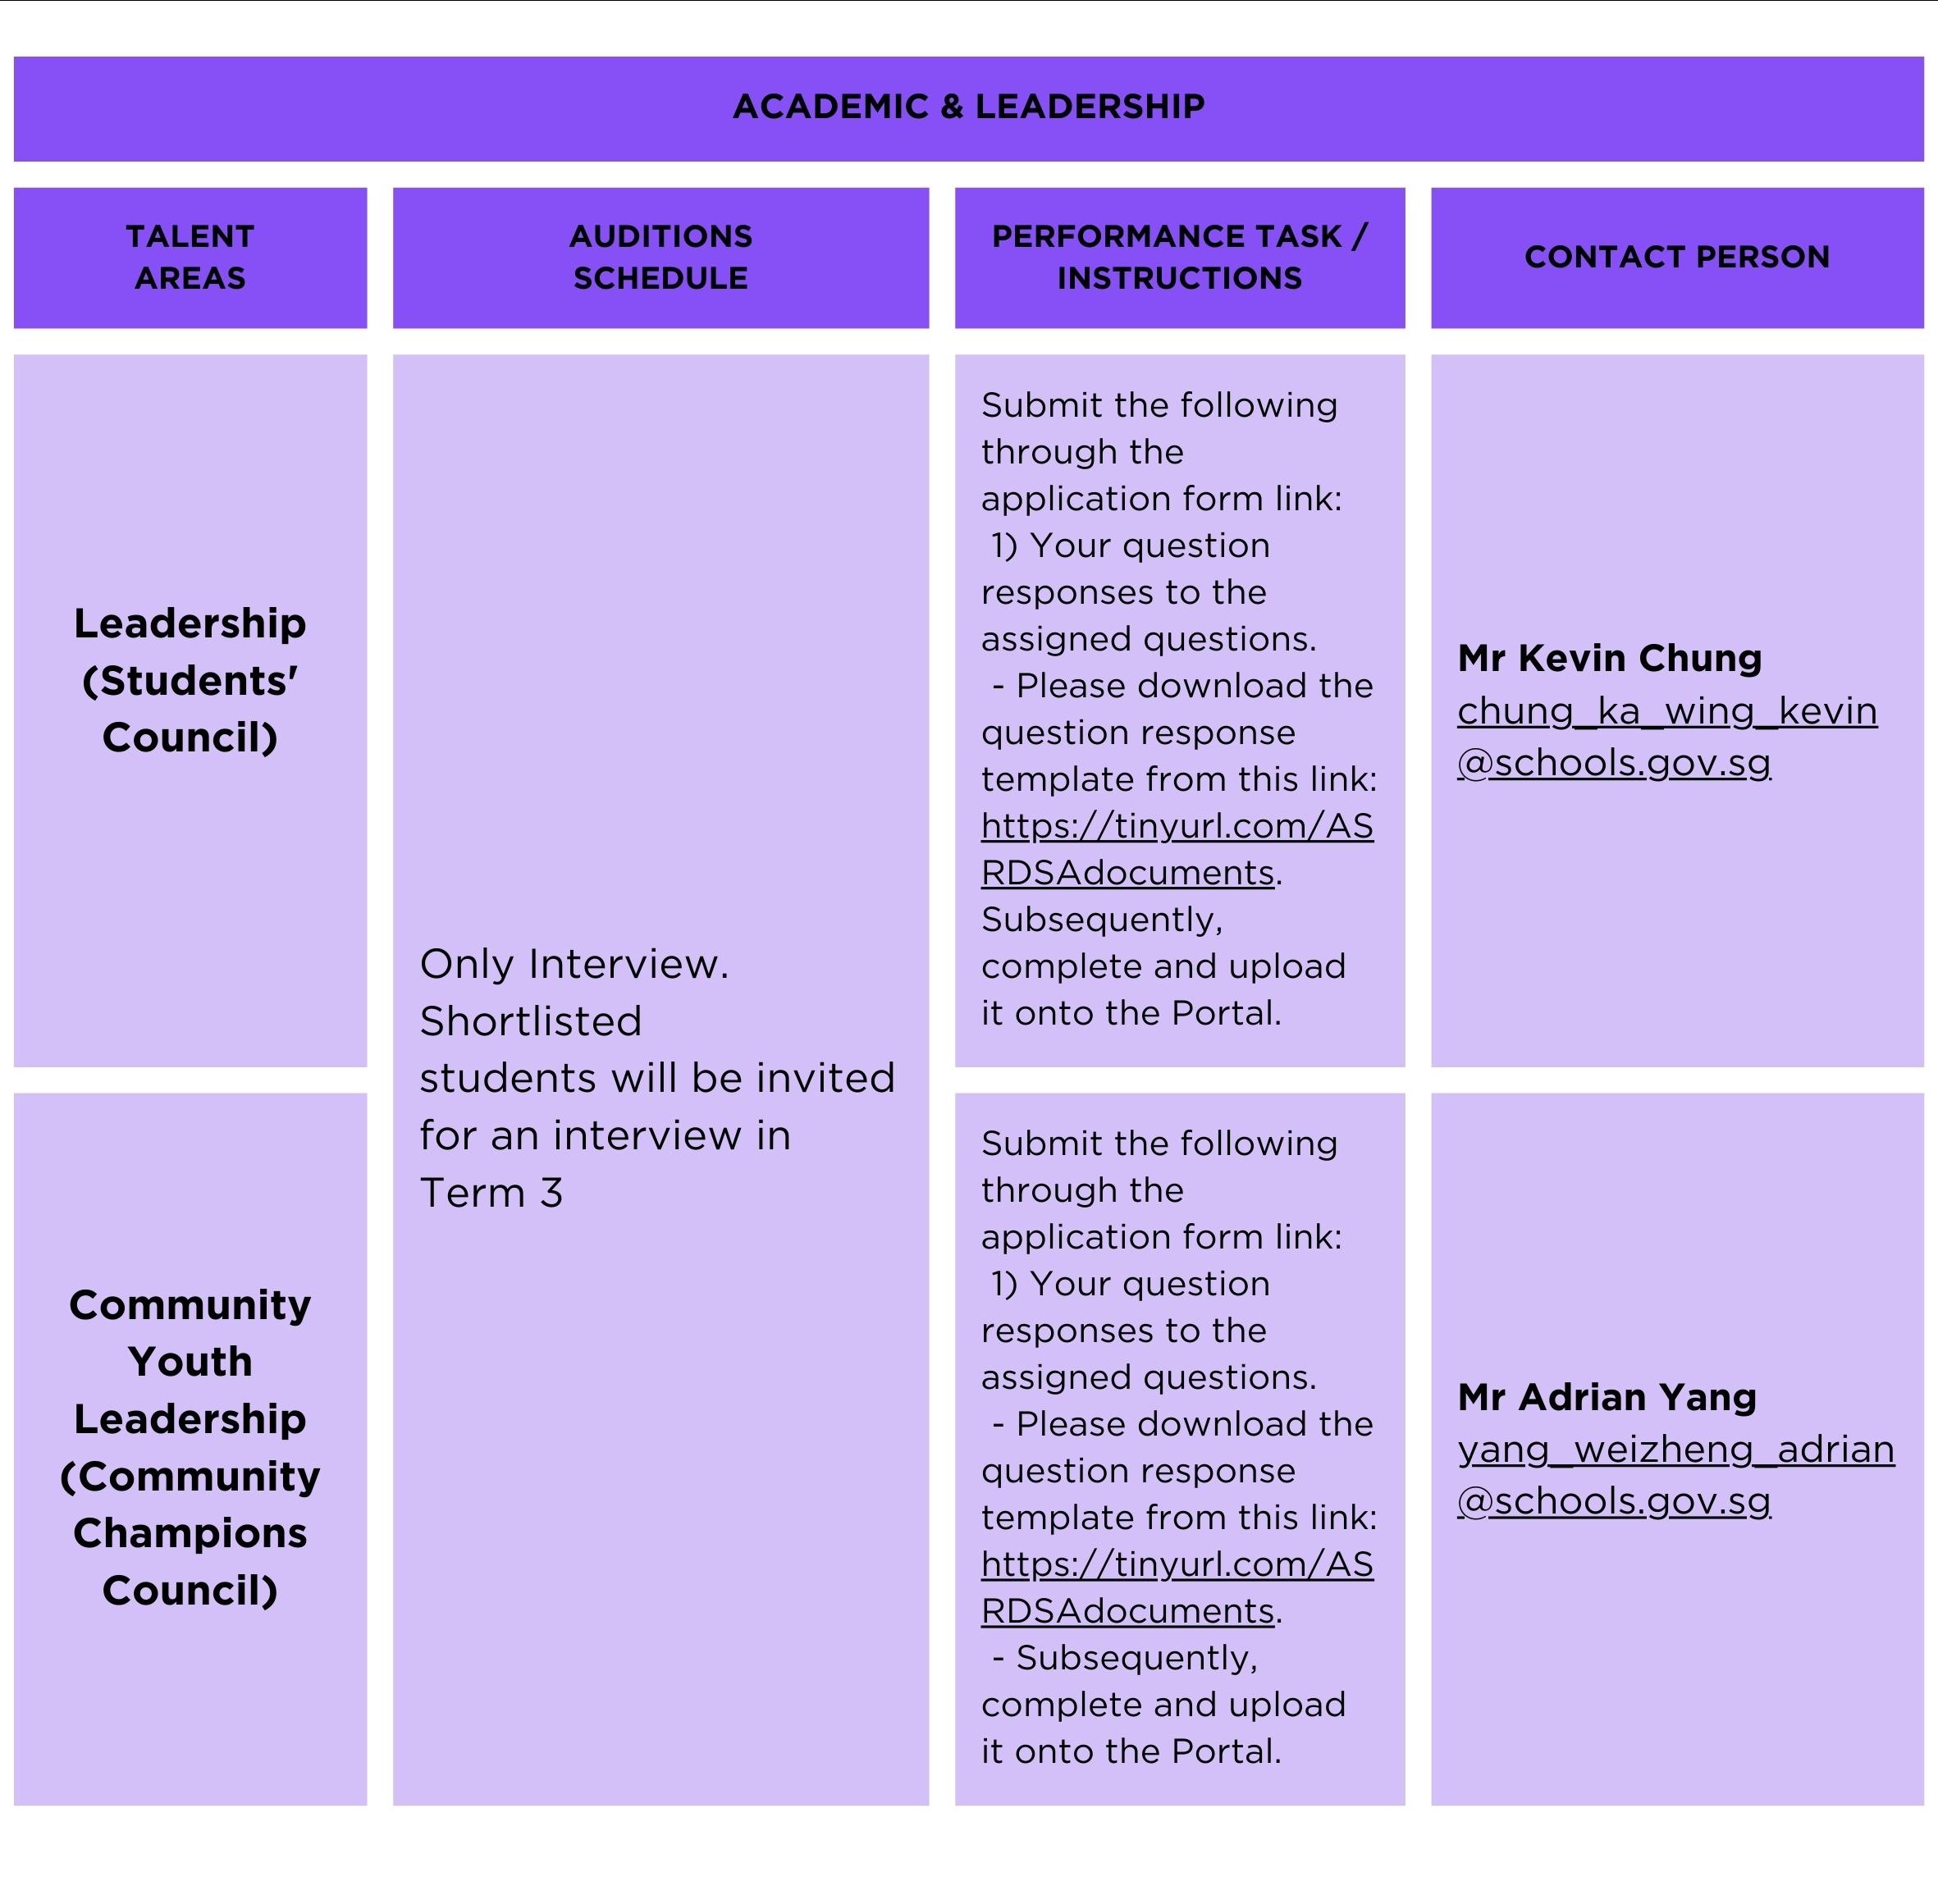 ACADEMIC & LEADERSHIP
TALENT
AREAS
AUDITIONS
SCHEDULE
PERFORMANCE TASK /
INSTRUCTIONS
CONTACT PERSON
Leadership
(Students'
Council)
Only Interview.
Shortlisted
students will be invited
for an interview in
Term 3
Submit the following
through the
application form link:
1) Your question
responses to the
assigned questions.
- Please download the
question response
template from this link:
https://tinyurl.com/AS
RDSAdocuments.
Subsequently,
complete and upload
it onto the Portal.
Mr Kevin Chung
chung_ka_wing_kevin
@schools.gov.sg
Community
Youth
Leadership
(Community
Champions
Council)
Submit the following
through the
application form link:
1) Your question
responses to the
assigned questions.
- Please download the
question response
template from this link:
https://tinyurl.com/AS
RDSAdocuments.
- Subsequently,
complete and upload
it onto the Portal.
Mr Adrian Yang
yang_weizheng_adrian
@schools.gov.sg